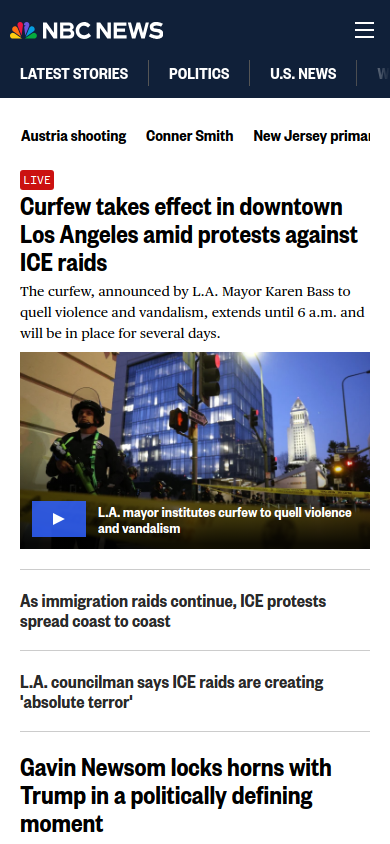 NBC NEWS
LATEST STORIES POLITICS U.S. NEWS
Austria shooting Conner Smith New Jersey
LIVE
Curfew takes effect in downtown
Los Angeles amid protests against
ICE raids
The curfew, announced by L.A. Mayor Karen Bass to
quell violence and vandalism, extends until 6 a.m. and
will be in place for several days.
L.A. mayor institutes curfew to quell violence
and vandalism
As immigration raids continue, ICE protests
spread coast to coast
L.A. councilman says ICE raids are creating
'absolute terror'
Gavin Newsom locks horns with
Trump in a politically defining
moment